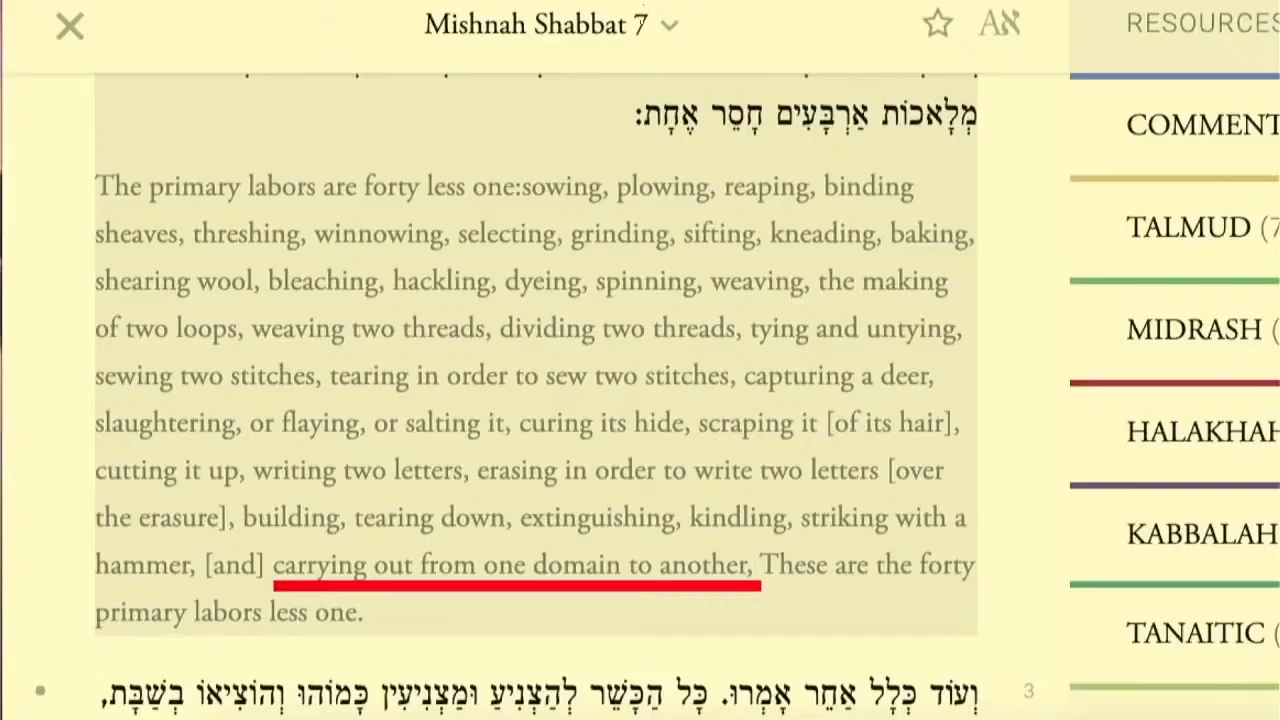 Mishnah Shabbat 7
Aא
RESOURCES
מְלָאכוֹת אַרְבָּעִים חָסֵר אֶחָת:
The primary labors are forty less one:sowing, plowing, reaping, binding
sheaves, threshing, winnowing, selecting, grinding, sifting, kneading, baking,
shearing wool, bleaching, hackling, dyeing, spinning, weaving, the making
of two loops, weaving two threads, dividing two threads, tying and untying,
sewing two stitches, tearing in order to sew two stitches, capturing a deer,
slaughtering, or flaying, or salting it, curing its hide, scraping it [of its hair],
cutting it up, writing two letters, erasing in order to write two letters [over
the erasure], building, tearing down, extinguishing, kindling, striking with a
hammer, [and] carrying out from one domain to another, These are the forty
primary labors less one.
וְעוֹד כְּלָל אַחֵר אָמְרוּ. כָּל הַכָּשֵׁר לְהַצְנִיעַ וּמַצְנִיעִין כָּמוֹהוּ וְהוֹצִיאוֹ בְשַׁבָּת,
3
COMMENT
TALMUD (7
MIDRASH (
HALAKHAH
KABBALAH
TANAITIC (